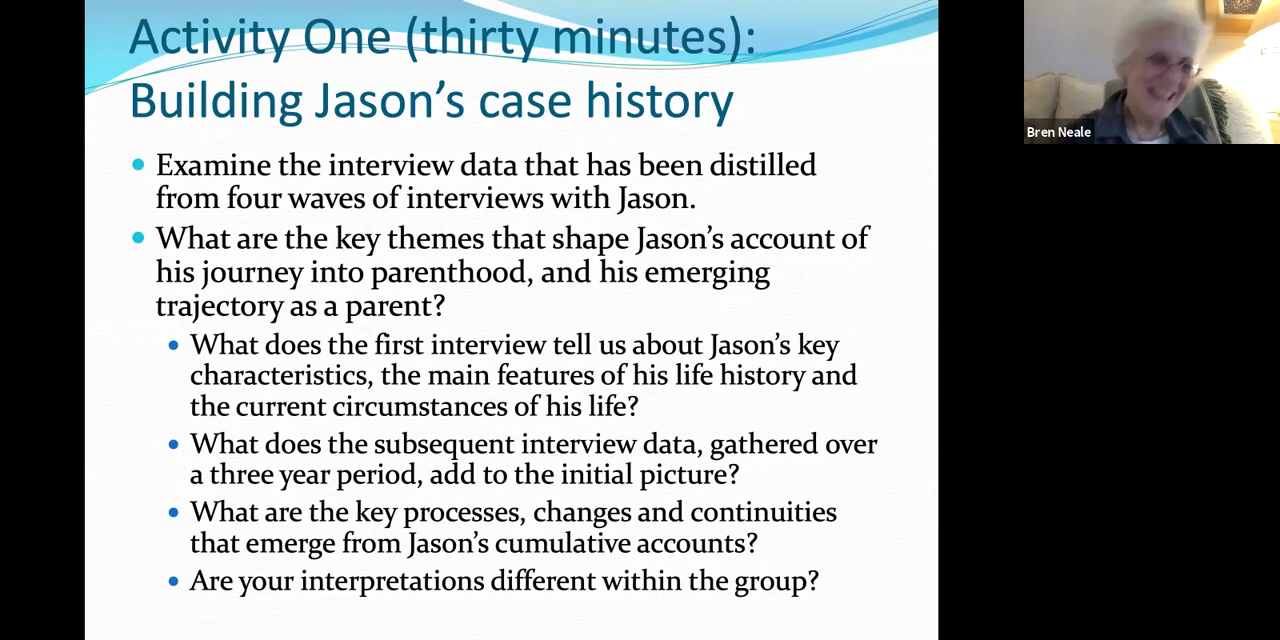 Activity One (thirty minutes):
Building Jason's case history
• Examine the interview data that has been distilled
from four waves of interviews with Jason.
• What are the key themes that shape Jason's account of
his journey into parenthood, and his emerging
trajectory as a parent?
• What does the first interview tell us about Jason's key
characteristics, the main features of his life history and
the current circumstances of his life?
• What does the subsequent interview data, gathered over
a three year period, add to the initial picture?
• What are the key processes, changes and continuities
that emerge from Jason's cumulative accounts?
• Are your interpretations different within the group?
Bren Neale